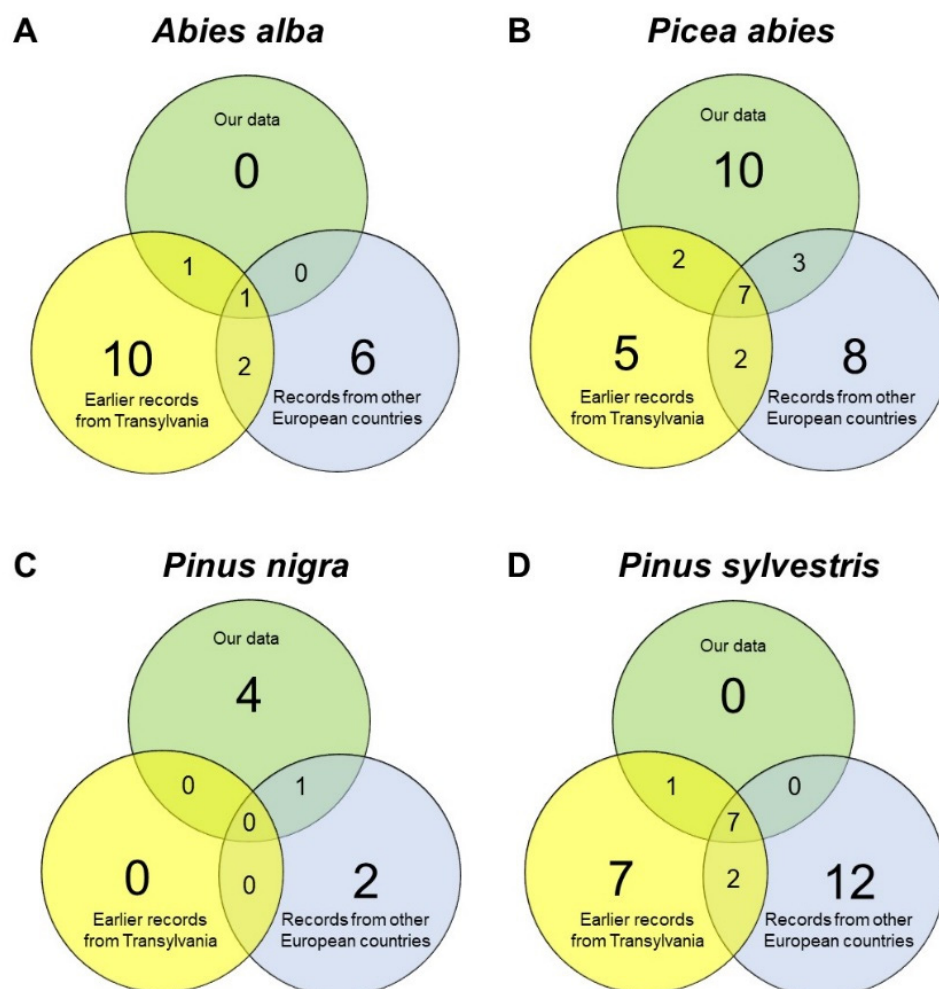 A Abies alba
Our data
0
1
0
1
10
2
6
Earlier records
from Transylvania
Records from other
European countries
B Picea abies
Our data
10
2
3
7
5
2
8
Earlier records
from Transylvania
Records from other
European countries
C Pinus nigra
Our data
4
0
1
0
0
0
2
Earlier records
from Transylvania
Records from other
European countries
D Pinus sylvestris
Our data
0
1
0
7
7
2
12
Earlier records
from Transylvania
Records from other
European countries